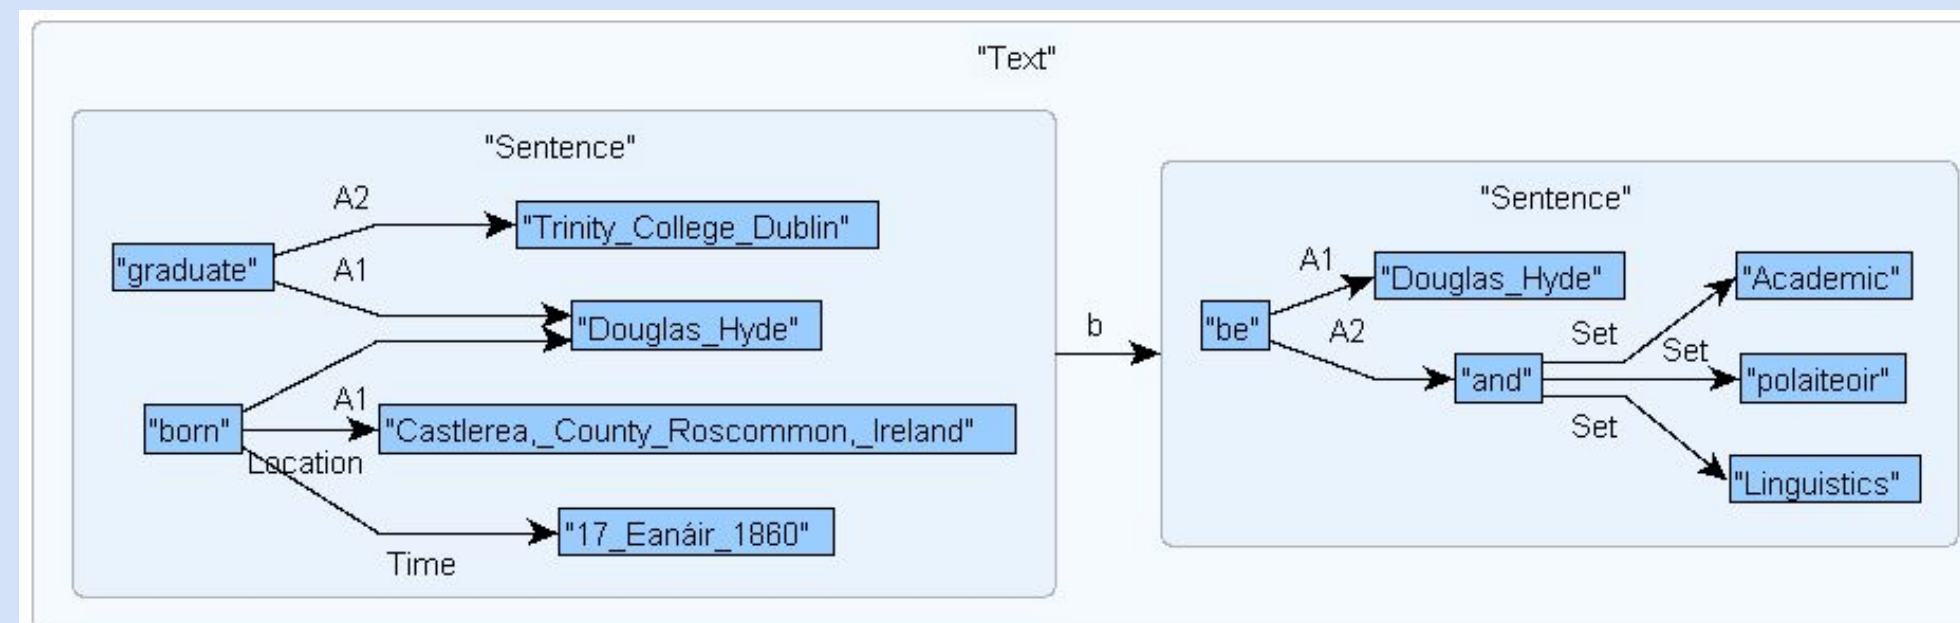 "Text"
"Sentence"
A2
"Trinity_College_Dublin"
"graduate"
A1
"Douglas_Hyde"
A1
"born"
"Castlerea,_County_Roscommon,_Ireland"
Location
"17_Eanáir_1860"
Time
b
"Sentence"
A1
"Douglas_Hyde"
"Academic"
"be"
A2
Set
Set
"and"
"polaiteoir"
Set
"Linguistics"